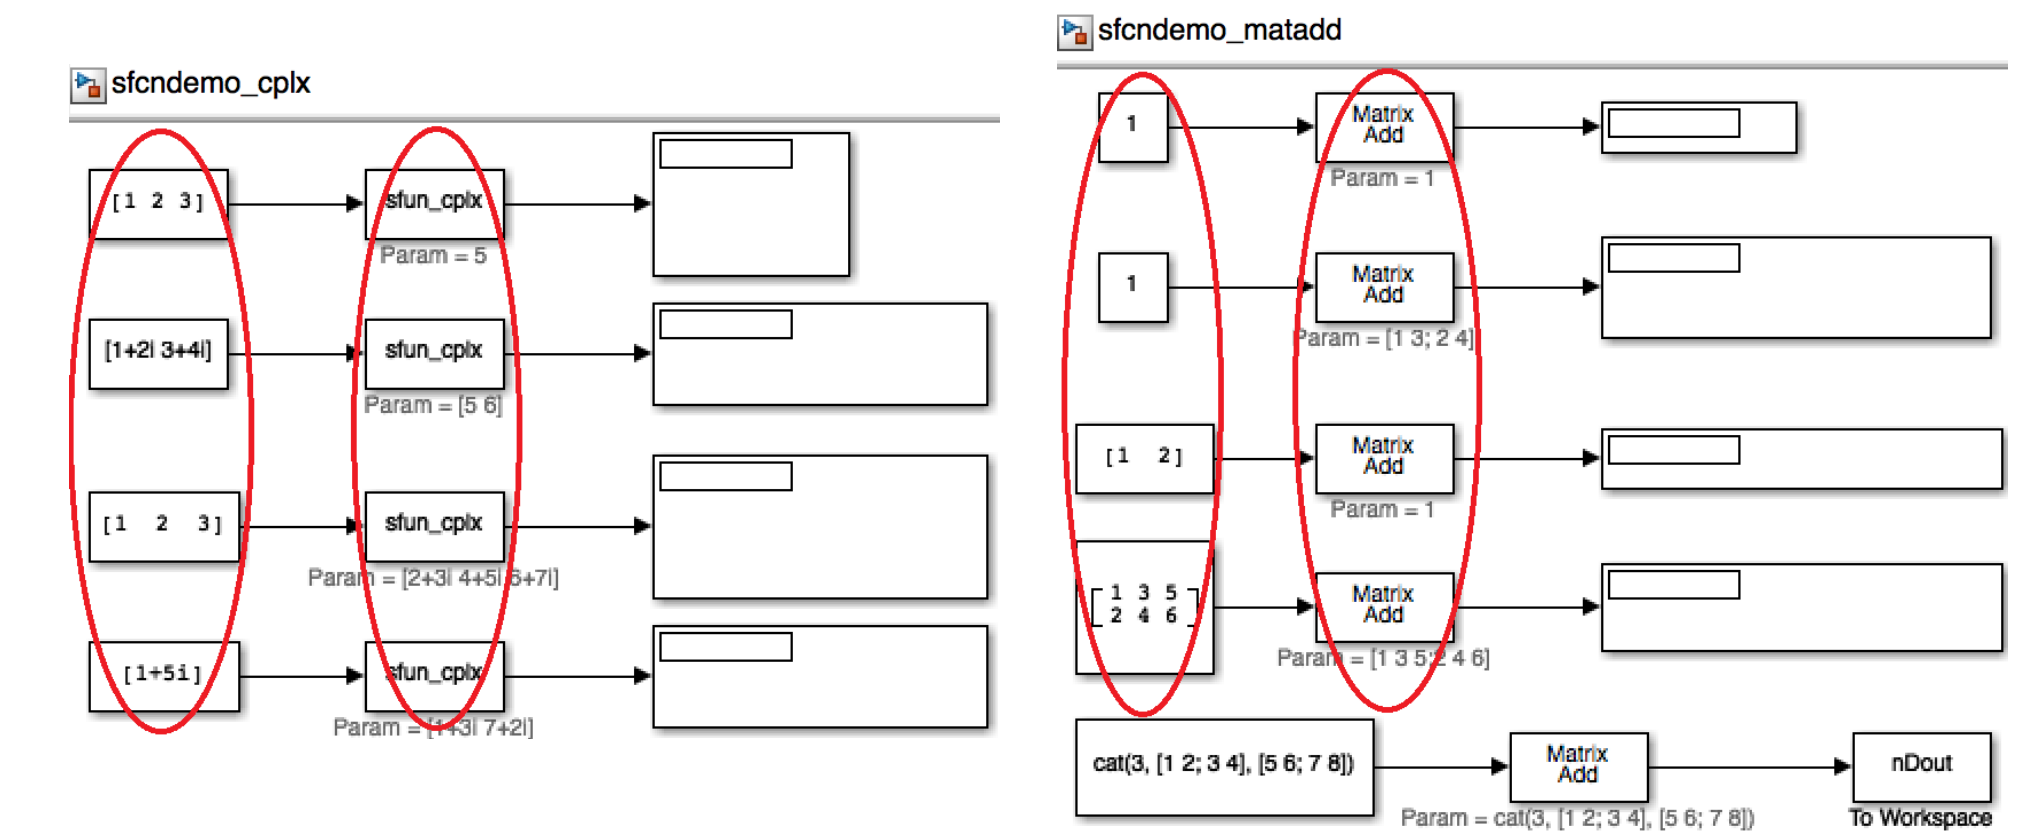 sfcndemo_cplx
[1 2 3]
sfun_cplx
Param = 5
[1+2i 3+4i]
sfun_cplx
Param = [5 6]
[1 2 3]
sfun_cplx
Param = [2+3i 4+5i 6+7i]
[1+5i]
sfun_cplx
Param = [1+3i 7+2i]
sfcndemo_matadd
1
Matrix
Add
Param = 1
1
Matrix
Add
Param = [1 3; 2 4]
[1 2]
Matrix
Add
Param = 1
1 3 5
2 4 6
Matrix
Add
Param = [1 3 5;2 4 6]
cat(3, [1 2; 3 4], [5 6; 7 8])
Matrix
Add
Param = cat(3, [1 2; 3 4], [5 6; 7 8])
nDout
To Workspace